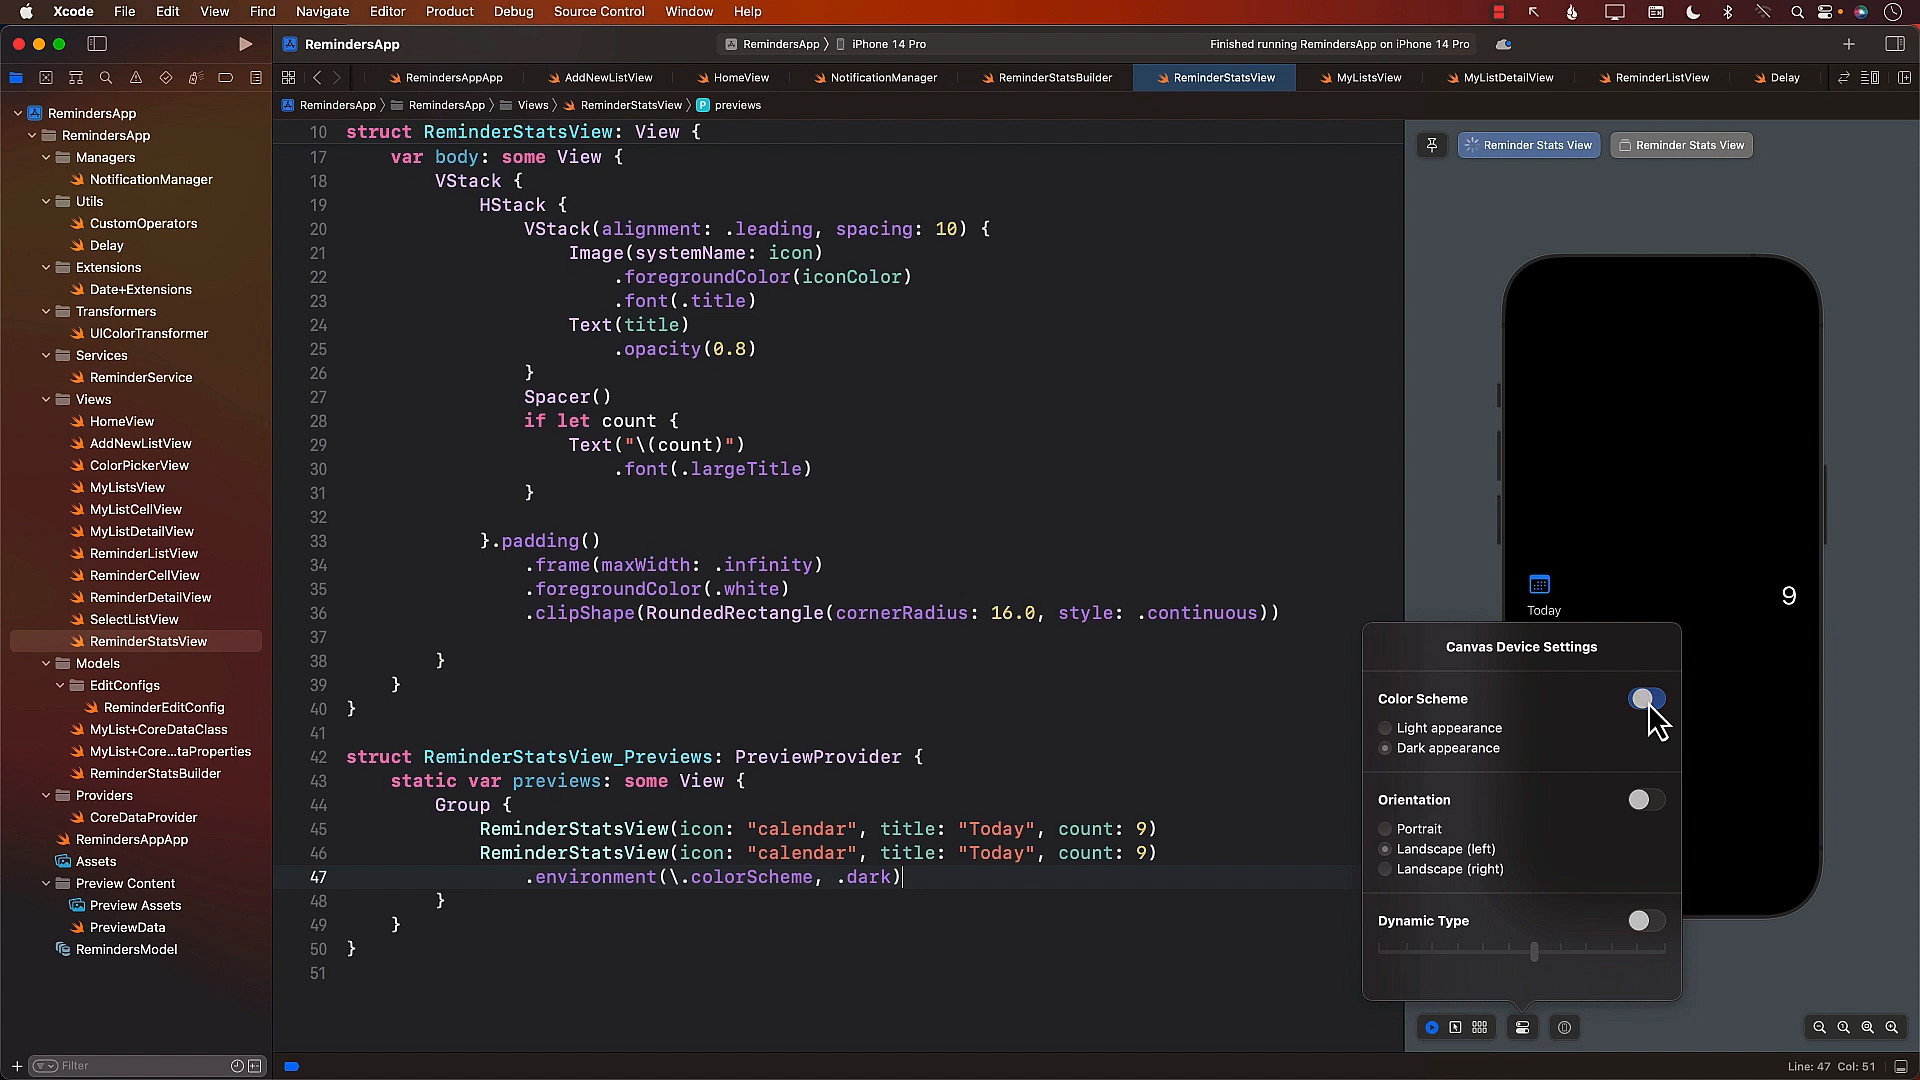 Xcode File Edit View Find Navigate Editor Product Debug Source Control Window Help
RemindersApp
RemindersApp 〉 iPhone 14 Pro
Finished running RemindersApp on iPhone 14 Pro
RemindersAppApp
AddNewListView
HomeView
NotificationManager
ReminderStatsBuilder
ReminderStatsView
MyListsView
MyListDetailView
ReminderListView
Delay
RemindersApp 〉 RemindersApp 〉 Views 〉 ReminderStatsView 〉 P previews
RemindersApp
RemindersApp
Managers
NotificationManager
Utils
CustomOperators
Delay
Extensions
Date+Extensions
Transformers
UIColorTransformer
Services
ReminderService
Views
HomeView
AddNewListView
ColorPickerView
MyListsView
MyListCellView
MyListDetailView
ReminderListView
ReminderCellView
ReminderDetailView
SelectListView
ReminderStatsView
Models
EditConfigs
ReminderEditConfig
MyList+CoreDataClass
MyList+Core...taProperties
ReminderStatsBuilder
Providers
CoreDataProvider
RemindersAppApp
Assets
Preview Content
Preview Assets
PreviewData
RemindersModel
Filter
10 struct ReminderStatsView: View {
17 var body: some View {
18 VStack {
19 HStack {
20 VStack(alignment: .leading, spacing: 10) {
21 Image(systemName: icon)
22 .foregroundColor(iconColor)
23 .font(.title)
24 Text(title)
25 .opacity(0.8)
26 }
27 Spacer()
28 if let count {
29 Text("\(count)")
30 .font(.largeTitle)
31 }
32
33 }.padding()
34 .frame(maxWidth: .infinity)
35 .foregroundColor(.white)
36 .clipShape(RoundedRectangle(cornerRadius: 16.0, style: .continuous))
37
38 }
39 }
40 }
41
42 struct ReminderStatsView_Previews: PreviewProvider {
43 static var previews: some View {
44 Group {
45 ReminderStatsView(icon: "calendar", title: "Today", count: 9)
46 ReminderStatsView(icon: "calendar", title: "Today", count: 9)
47 .environment(\.colorScheme, .dark)
48 }
49 }
50 }
51
Reminder Stats View
Reminder Stats View
9
Today
Canvas Device Settings
Color Scheme
Light appearance
Dark appearance
Orientation
Portrait
Landscape (left)
Landscape (right)
Dynamic Type
Line: 47 Col: 51